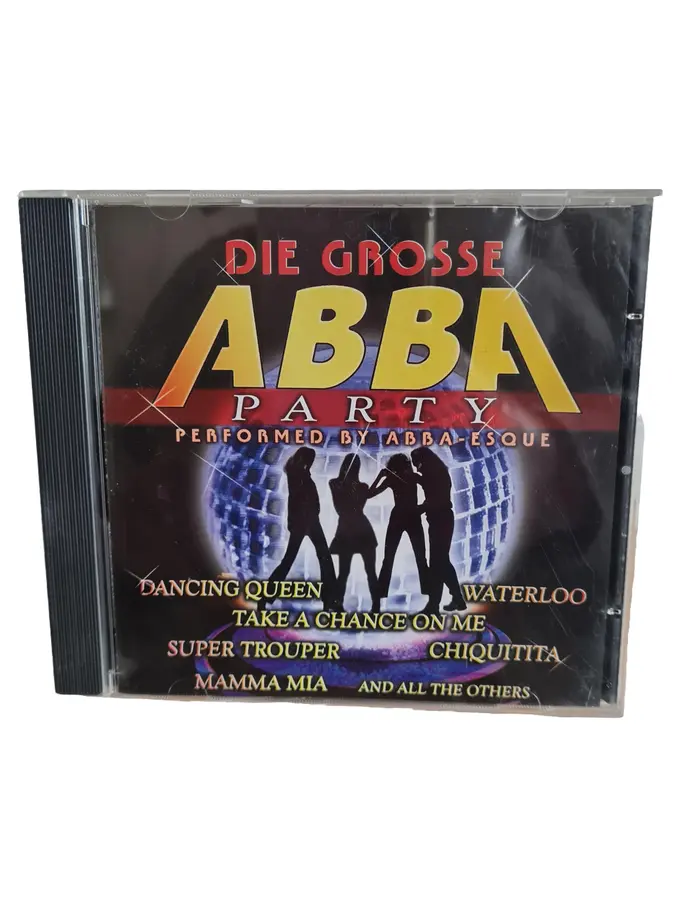 DIE GROSSE
ABBA
PARTY
PERFORMED BY ABBA-ESQUE
DANCING QUEEN WATERLOO
TAKE A CHANCE ON ME
SUPER TROUPER CHIQUITITA
MAMMA MIA AND ALL THE OTHERS